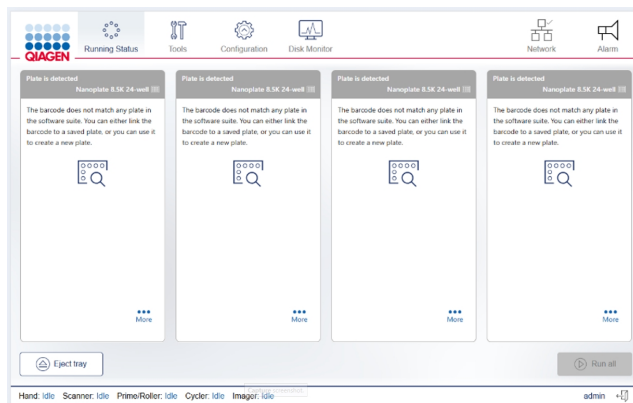 QIAGEN
Running Status
Tools
Configuration
Disk Monitor
Network
Alarm
Plate is detected
Nanoplate 8.5K 24-well
The barcode does not match any plate in
the software suite. You can either link the
barcode to a saved plate, or you can use it
to create a new plate.
More
Plate is detected
Nanoplate 8.5K 24-well
The barcode does not match any plate in
the software suite. You can either link the
barcode to a saved plate, or you can use it
to create a new plate.
More
Plate is detected
Nanoplate 8.5K 24-well
The barcode does not match any plate in
the software suite. You can either link the
barcode to a saved plate, or you can use it
to create a new plate.
More
Plate is detected
Nanoplate 8.5K 24-well
The barcode does not match any plate in
the software suite. You can either link the
barcode to a saved plate, or you can use it
to create a new plate.
More
Eject tray
Run all
Hand: Idle Scanner: Idle Prime/Roller: Idle Cycler: Idle Imager: Idle
admin